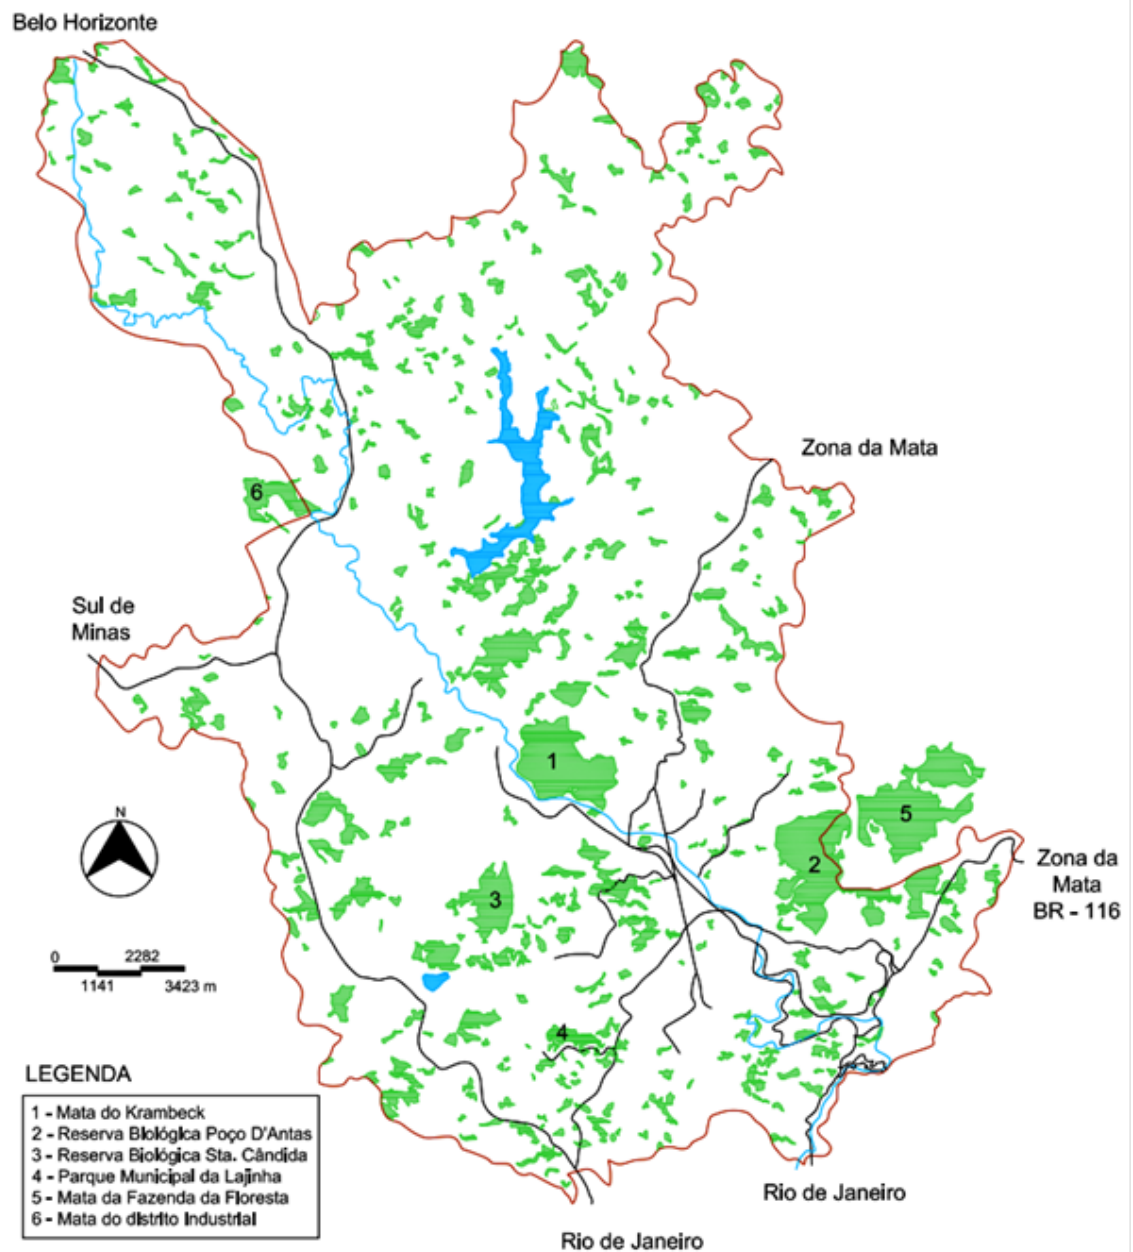 Belo Horizonte
Zona da Mata
6
Sul de
Minas
1
5
2
Zona da
Mata
BR - 116
3
N
0
2282
1141
3423 m
4
LEGENDA
1 - Mata do Krambeck
2 - Reserva Biológica Poço D'Antas
3 - Reserva Biológica Sta. Cândida
4 - Parque Municipal da Lajinha
5 - Mata da Fazenda da Floresta
6 - Mata do distrito Industrial
Rio de Janeiro
Rio de Janeiro